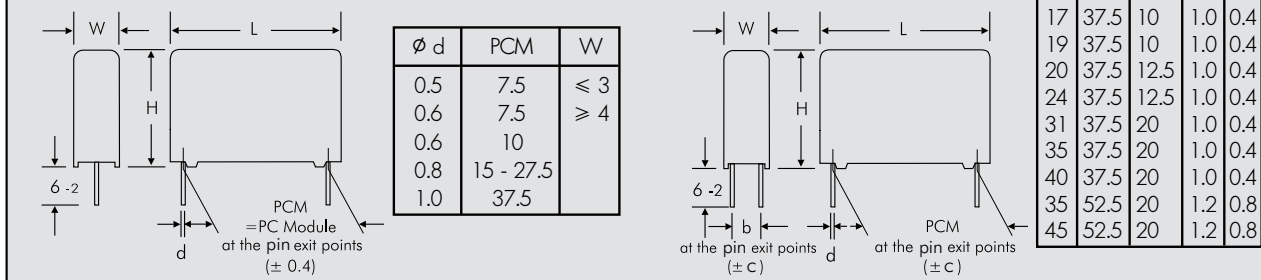 W
L
H
6 -2
d
PCM
=PC Module
at the pin exit points
(± 0.4)
Ø d PCM W
0.5 7.5 ≤ 3
0.6 7.5 ≥ 4
0.6 10
0.8 15 - 27.5
1.0 37.5
W
L
H
6 -2
b
at the pin exit points
(± c)
d
PCM
at the pin exit points
(± c)
17 37.5 10 1.0 0.4
19 37.5 10 1.0 0.4
20 37.5 12.5 1.0 0.4
24 37.5 12.5 1.0 0.4
31 37.5 20 1.0 0.4
35 37.5 20 1.0 0.4
40 37.5 20 1.0 0.4
35 52.5 20 1.2 0.8
45 52.5 20 1.2 0.8